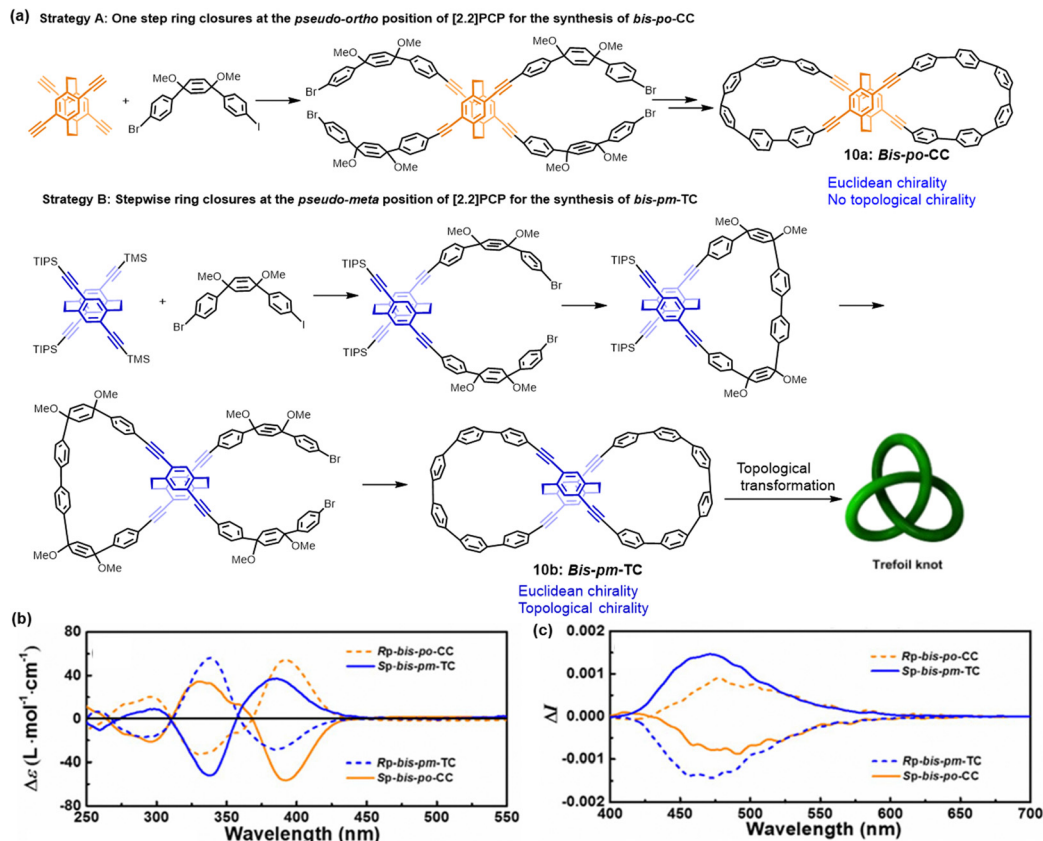 (a) Strategy A: One step ring closures at the pseudo-ortho position of [2.2]PCP for the synthesis of bis-po-CC
MeO OMe
MeO OMe
MeO OMe
+
Br
I
Br
Br
Br
Br
MeO OMe
MeO OMe
10a: Bis-po-CC
Euclidean chirality
No topological chirality
Strategy B: Stepwise ring closures at the pseudo-meta position of [2.2]PCP for the synthesis of bis-pm-TC
TIPS
TMS
TIPS
TMS
+
MeO OMe
Br
I
TIPS
TIPS
MeO OMe
Br
Br
MeO OMe
TIPS
TIPS
MeO
OMe
MeO
OMe
MeO OMe
MeO
OMe
MeO OMe
Br
Br
MeO OMe
10b: Bis-pm-TC
Euclidean chirality
Topological chirality
Topological
transformation
Trefoil knot
(b)
Δε (L·mol⁻¹·cm⁻¹)
80
40
0
-40
-80
Rp-bis-po-CC
Sp-bis-pm-TC
Rp-bis-pm-TC
Sp-bis-po-CC
250 300 350 400 450 500 550
Wavelength (nm)
(c)
ΔI
0.002
0.001
0.000
-0.001
-0.002
Rp-bis-po-CC
Sp-bis-pm-TC
Rp-bis-pm-TC
Sp-bis-po-CC
400 450 500 550 600 650 700
Wavelength (nm)